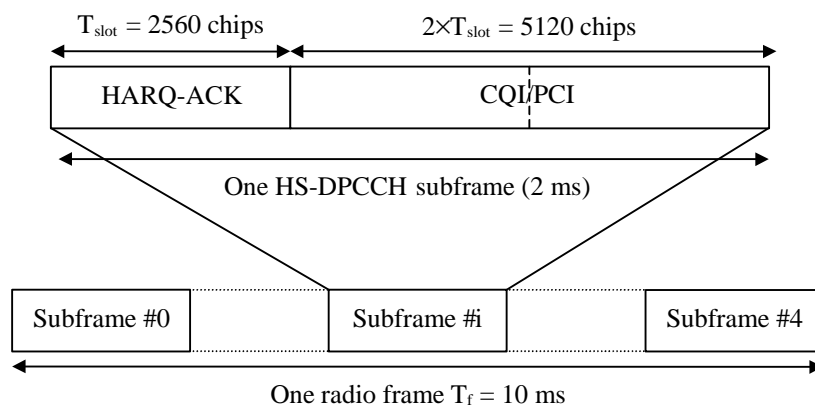 T_slot = 2560 chips
2×T_slot = 5120 chips
HARQ-ACK
CQI/PCI
One HS-DPCCH subframe (2 ms)
Subframe #0
Subframe #i
Subframe #4
One radio frame T_f = 10 ms